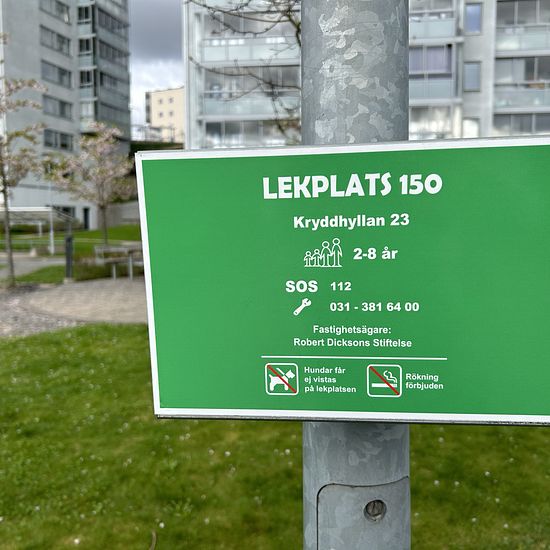 LEKPLATS 150
Kryddhyllan 23
2-8 år
SOS 112
031 - 381 64 00
Fastighetsägare:
Robert Dicksons Stiftelse
Hundar får
ej vistas
på lekplatsen
Rökning
förbjuden